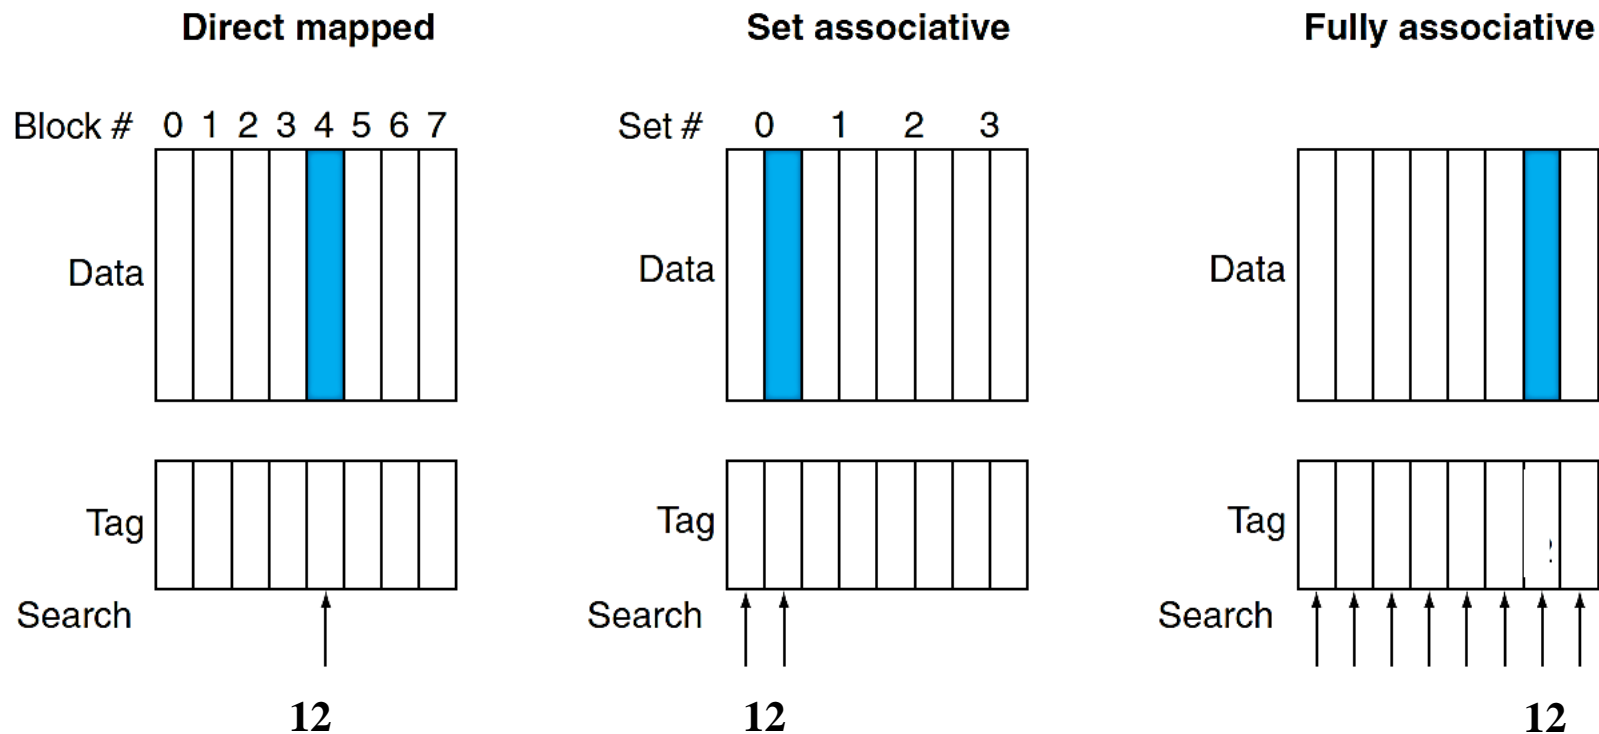 Direct mapped
Set associative
Fully associative
Block # 0 1 2 3 4 5 6 7
Set # 0 1 2 3
Data
Data
Data
Tag
Tag
Tag
Search
Search
Search
12
12
12